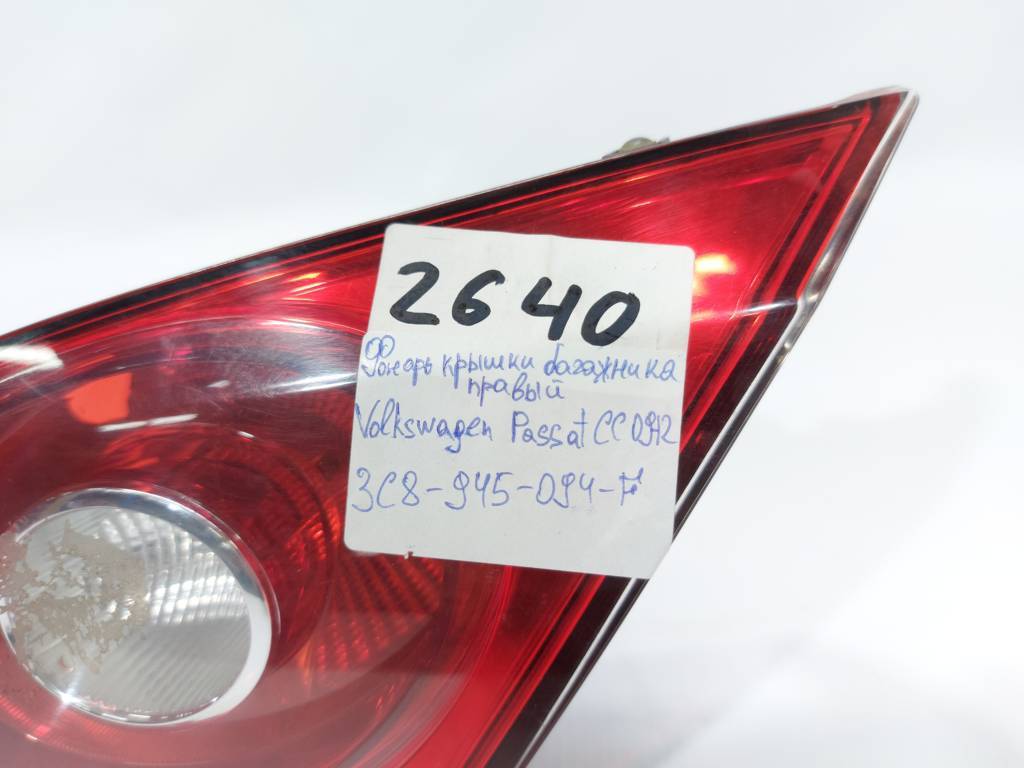 2640
Фонарь крышки багажника
правый
Volkswagen Passat CC 0912
3C8-945-094-F